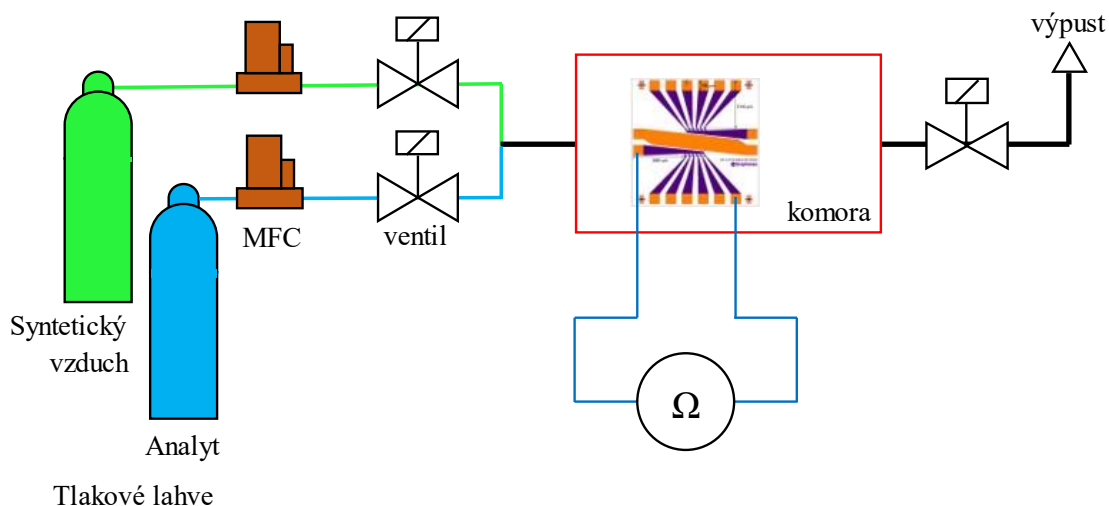 výpust
komora
MFC
ventil
Syntetický
vzduch
Ω
Analyt
Tlakové lahve